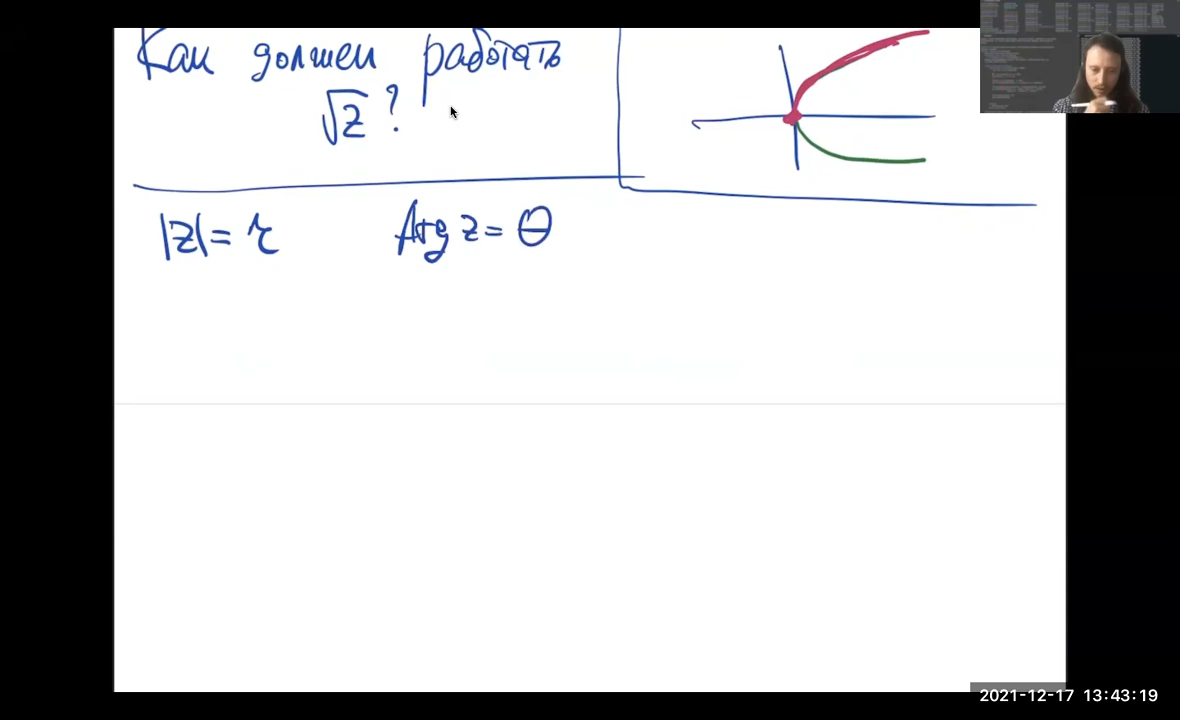 Как должен работать
√z ?
|z| = r Arg z = θ
2021-12-17 13:43:19